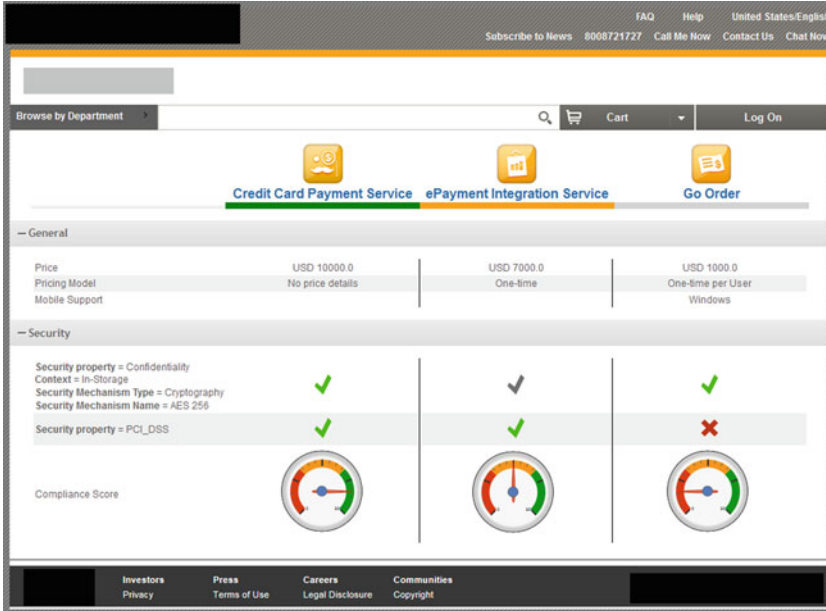 FAQ Help United States/English
Subscribe to News 8008721727 Call Me Now Contact Us Chat Now
Browse by Department Cart Log On
Credit Card Payment Service ePayment Integration Service Go Order
– General
Price USD 10000.0 USD 7000.0 USD 1000.0
Pricing Model No price details One-time One-time per User
Mobile Support Windows
– Security
Security property = Confidentiality
Context = In-Storage
Security Mechanism Type = Cryptography
Security Mechanism Name = AES 256
Security property = PCI_DSS
Compliance Score
Investors Press Careers Communities
Privacy Terms of Use Legal Disclosure Copyright